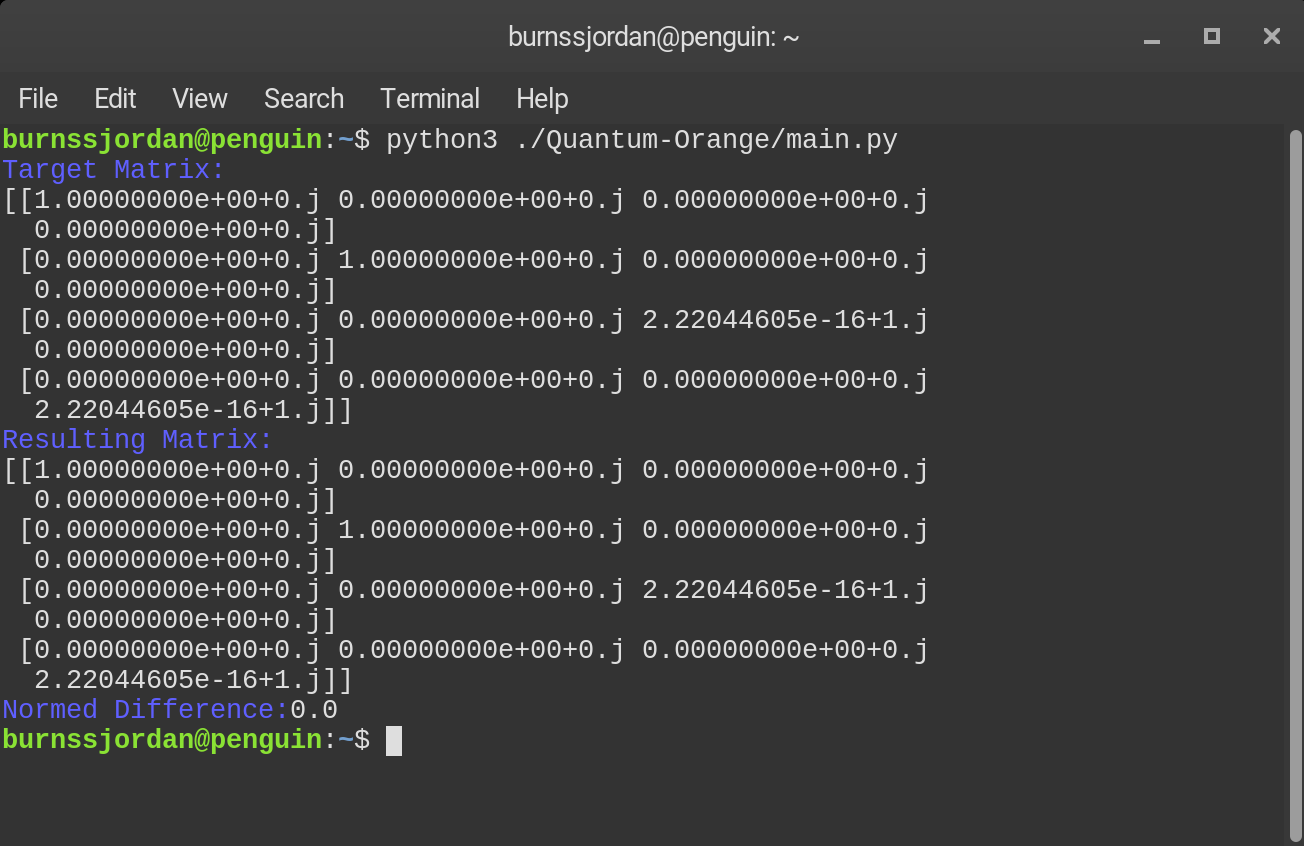 burnssjordan@penguin: ~
File Edit View Search Terminal Help
burnssjordan@penguin:~$ python3 ./Quantum-Orange/main.py
Target Matrix:
[[1.00000000e+00+0.j 0.00000000e+00+0.j 0.00000000e+00+0.j
  0.00000000e+00+0.j]
 [0.00000000e+00+0.j 1.00000000e+00+0.j 0.00000000e+00+0.j
  0.00000000e+00+0.j]
 [0.00000000e+00+0.j 0.00000000e+00+0.j 2.22044605e-16+1.j
  0.00000000e+00+0.j]
 [0.00000000e+00+0.j 0.00000000e+00+0.j 0.00000000e+00+0.j
  2.22044605e-16+1.j]]
Resulting Matrix:
[[1.00000000e+00+0.j 0.00000000e+00+0.j 0.00000000e+00+0.j
  0.00000000e+00+0.j]
 [0.00000000e+00+0.j 1.00000000e+00+0.j 0.00000000e+00+0.j
  0.00000000e+00+0.j]
 [0.00000000e+00+0.j 0.00000000e+00+0.j 2.22044605e-16+1.j
  0.00000000e+00+0.j]
 [0.00000000e+00+0.j 0.00000000e+00+0.j 0.00000000e+00+0.j
  2.22044605e-16+1.j]]
Normed Difference:0.0
burnssjordan@penguin:~$